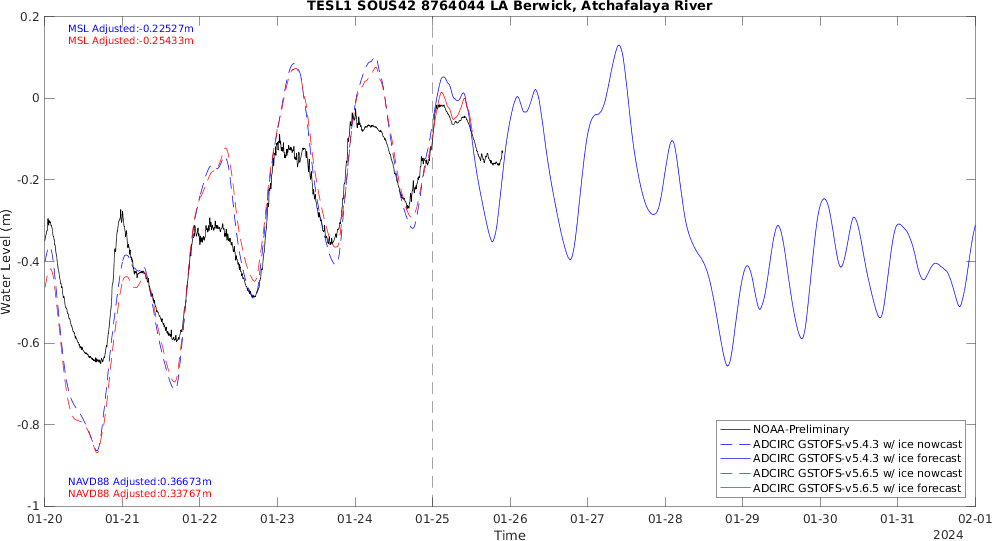 TESL1 SOUS42 8764044 LA Berwick, Atchafalaya River
MSL Adjusted:-0.22527m
MSL Adjusted:-0.25433m
0.2
0
-0.2
-0.4
-0.6
-0.8
-1
Water Level (m)
NAVD88 Adjusted:0.36673m
NAVD88 Adjusted:0.33767m
NOAA-Preliminary
ADCIRC GSTOFS-v5.4.3 w/ ice nowcast
ADCIRC GSTOFS-v5.4.3 w/ ice forecast
ADCIRC GSTOFS-v5.6.5 w/ ice nowcast
ADCIRC GSTOFS-v5.6.5 w/ ice forecast
01-20 01-21 01-22 01-23 01-24 01-25 01-26 01-27 01-28 01-29 01-30 01-31 02-01
Time
2024